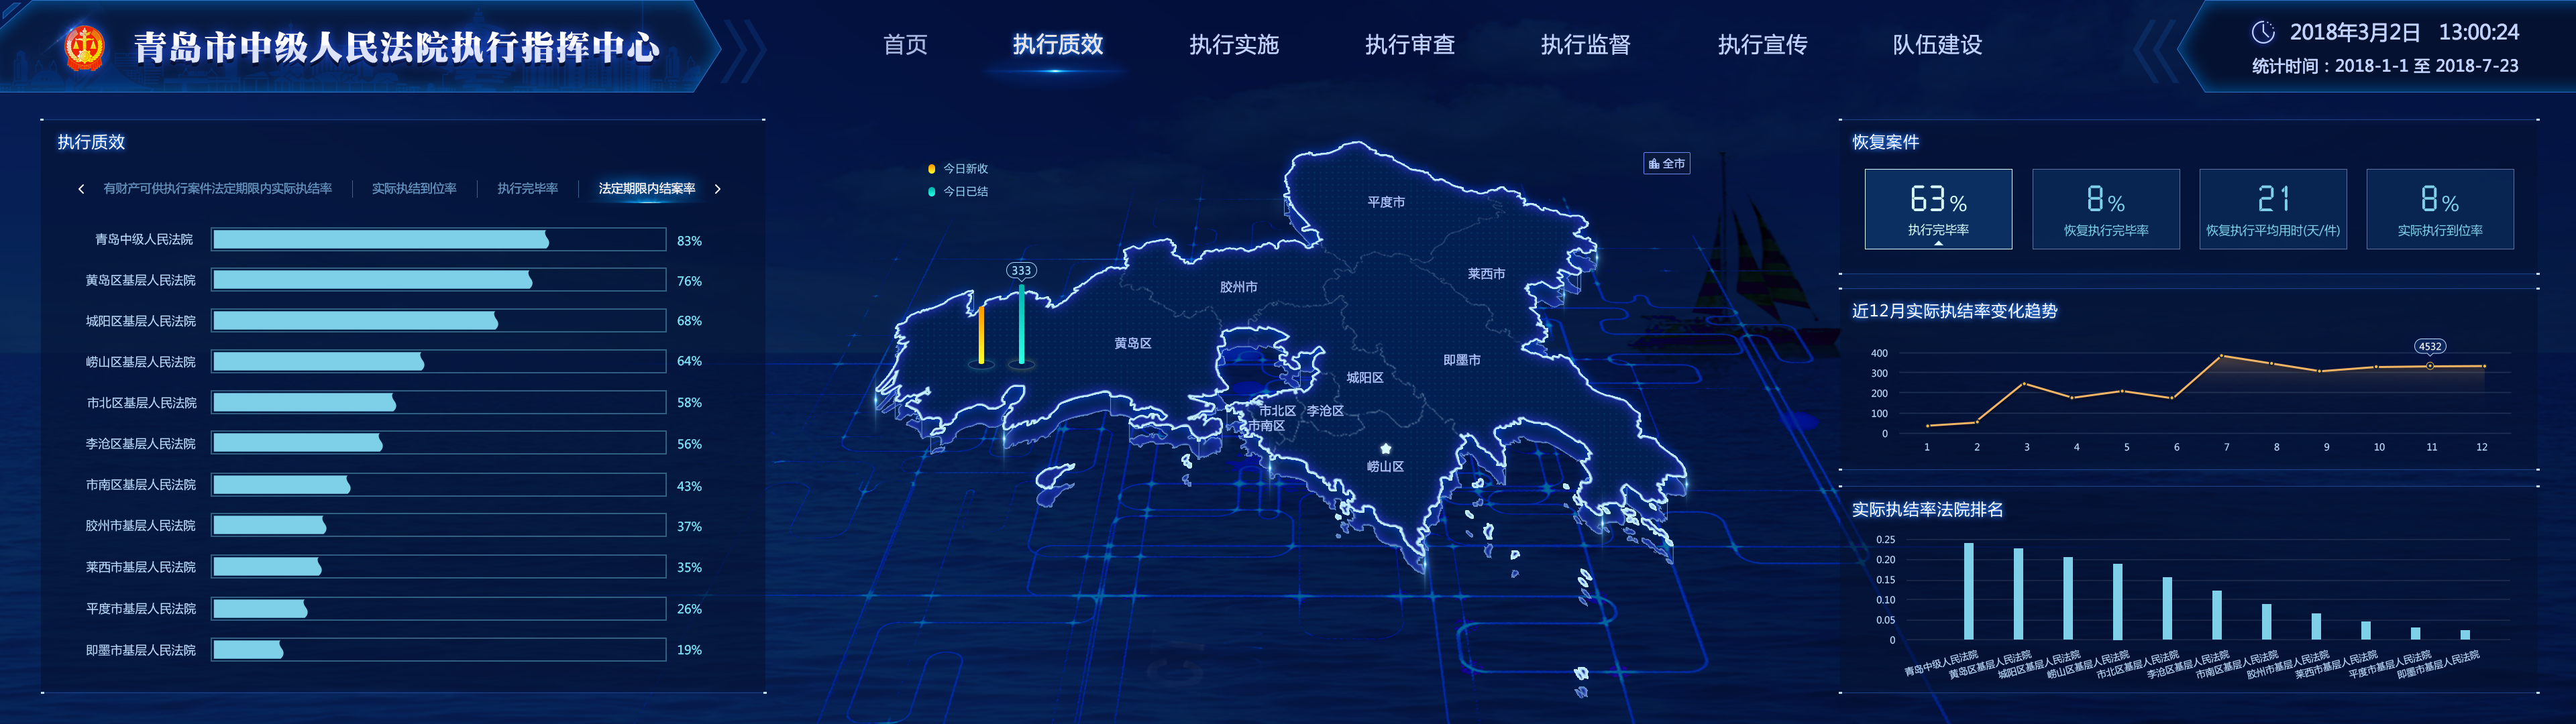 青岛市中级人民法院执行指挥中心
首页
执行质效
执行实施
执行审查
执行监督
执行宣传
队伍建设
2018年3月2日 13:00:24
统计时间：2018-1-1 至 2018-7-23
执行质效
有财产可供执行案件法定期限内实际执结率
实际执结到位率
执行完毕率
法定期限内结案率
青岛中级人民法院 83%
黄岛区基层人民法院 76%
城阳区基层人民法院 68%
崂山区基层人民法院 64%
市北区基层人民法院 58%
李沧区基层人民法院 56%
市南区基层人民法院 43%
胶州市基层人民法院 37%
莱西市基层人民法院 35%
平度市基层人民法院 26%
即墨市基层人民法院 19%
今日新收
今日已结
全市
333
平度市
莱西市
胶州市
黄岛区
即墨市
城阳区
市北区
李沧区
市南区
崂山区
恢复案件
63%
执行完毕率
8%
恢复执行完毕率
21
恢复执行平均用时(天/件)
8%
实际执行到位率
近12月实际执结率变化趋势
4532
400
300
200
100
0
1 2 3 4 5 6 7 8 9 10 11 12
实际执结率法院排名
0.25
0.20
0.15
0.10
0.05
0
青岛中级人民法院
黄岛区基层人民法院
城阳区基层人民法院
崂山区基层人民法院
市北区基层人民法院
李沧区基层人民法院
市南区基层人民法院
胶州市基层人民法院
莱西市基层人民法院
平度市基层人民法院
即墨市基层人民法院